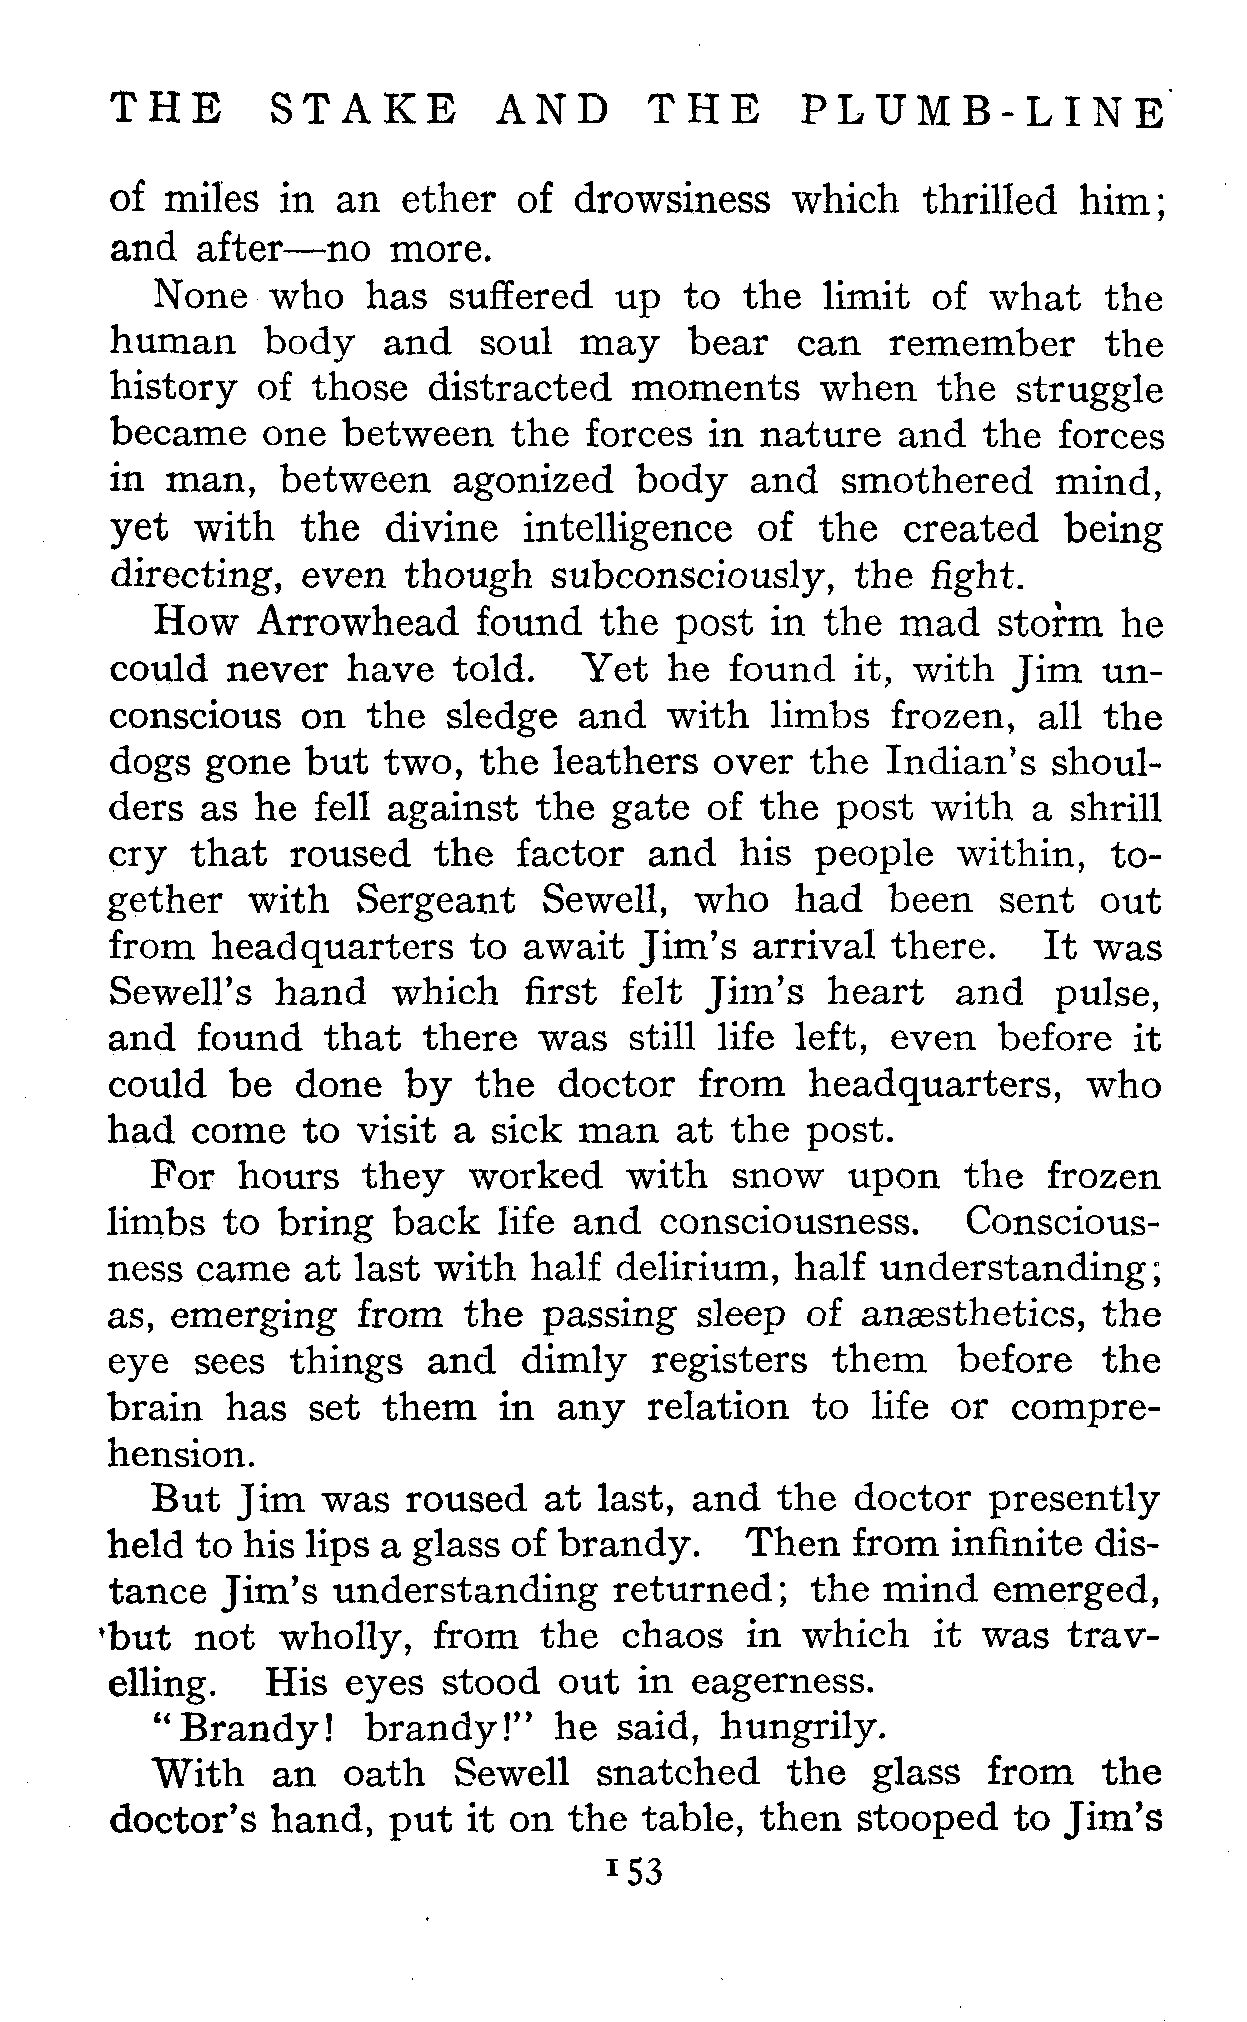 THE STAKE AND THE PLUMB-LINE
of miles in an ether of drowsiness which thrilled him;
and after—no more.
None who has suffered up to the limit of what the
human body and soul may bear can remember the
history of those distracted moments when the struggle
became one between the forces in nature and the forces
in man, between agonized body and smothered mind,
yet with the divine intelligence of the created being
directing, even though subconsciously, the fight.
How Arrowhead found the post in the mad storm he
could never have told. Yet he found it, with Jim un-
conscious on the sledge and with limbs frozen, all the
dogs gone but two, the leathers over the Indian's shoul-
ders as he fell against the gate of the post with a shrill
cry that roused the factor and his people within, to-
gether with Sergeant Sewell, who had been sent out
from headquarters to await Jim's arrival there. It was
Sewell's hand which first felt Jim's heart and pulse,
and found that there was still life left, even before it
could be done by the doctor from headquarters, who
had come to visit a sick man at the post.
For hours they worked with snow upon the frozen
limbs to bring back life and consciousness. Conscious-
ness came at last with half delirium, half understanding;
as, emerging from the passing sleep of anæsthetics, the
eye sees things and dimly registers them before the
brain has set them in any relation to life or compre-
hension.
But Jim was roused at last, and the doctor presently
held to his lips a glass of brandy. Then from infinite dis-
tance Jim's understanding returned; the mind emerged,
but not wholly, from the chaos in which it was trav-
elling. His eyes stood out in eagerness.
"Brandy! brandy!" he said, hungrily.
With an oath Sewell snatched the glass from the
doctor's hand, put it on the table, then stooped to Jim's
153